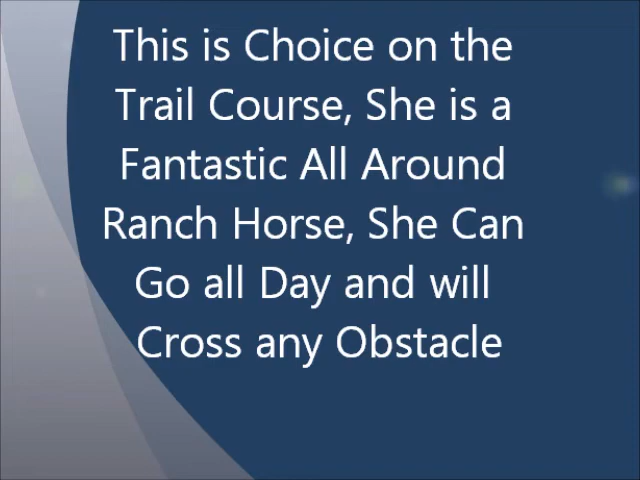 This is Choice on the
Trail Course, She is a
Fantastic All Around
Ranch Horse, She Can
Go all Day and will
Cross any Obstacle